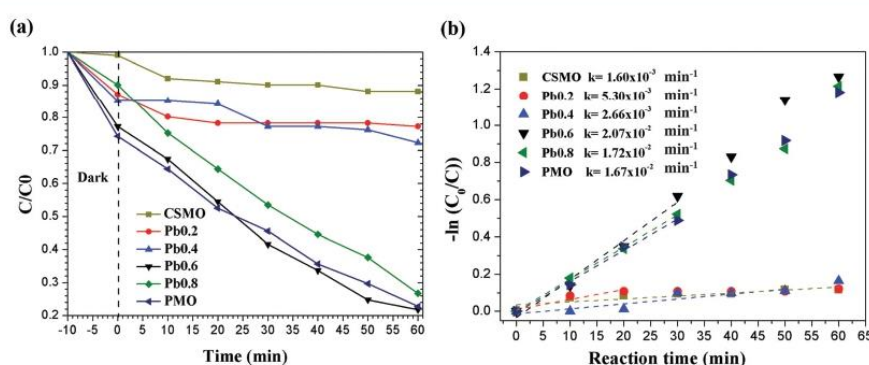 (a)
1.0
0.9
0.8
0.7
0.6
0.5
0.4
0.3
0.2
C/C0
Dark
CSMO
Pb0.2
Pb0.4
Pb0.6
Pb0.8
PMO
-10 -5 0 5 10 15 20 25 30 35 40 45 50 55 60
Time (min)
(b)
1.4
1.2
1.0
0.8
0.6
0.4
0.2
0.0
-ln (C0/C))
CSMO k= 1.60x10-3 min-1
Pb0.2 k= 5.30x10-3 min-1
Pb0.4 k= 2.66x10-3 min-1
Pb0.6 k= 2.07x10-2 min-1
Pb0.8 k= 1.72x10-2 min-1
PMO k= 1.67x10-2 min-1
0 5 10 15 20 25 30 35 40 45 50 55 60 65
Reaction time (min)